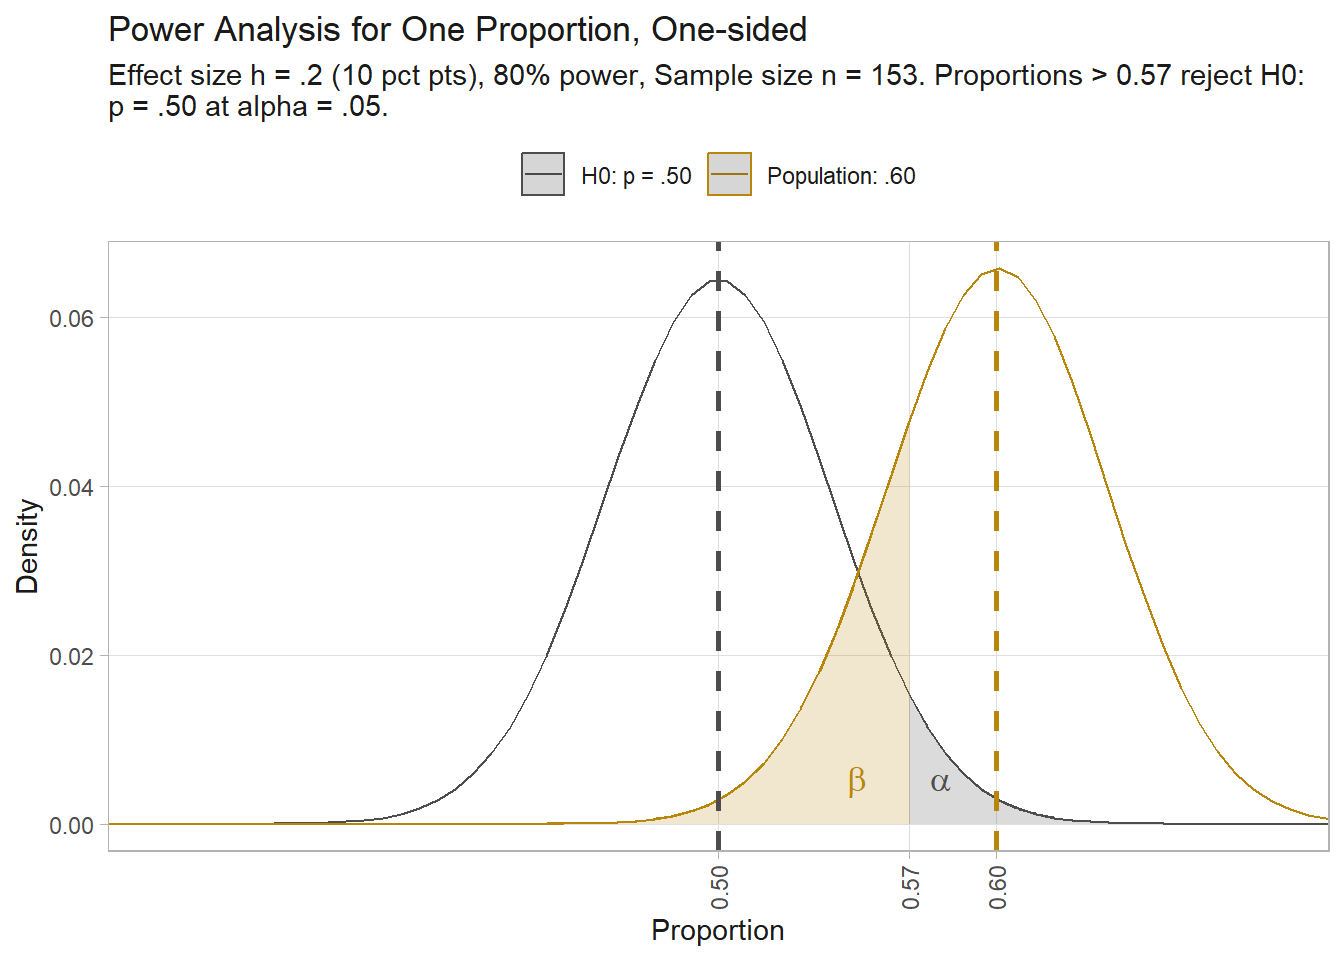 Power Analysis for One Proportion, One-sided
Effect size h = .2 (10 pct pts), 80% power, Sample size n = 153. Proportions > 0.57 reject H0:
p = .50 at alpha = .05.
H0: p = .50 Population: .60
0.06
0.04
0.02
0.00
Density
β α
0.50 0.57 0.60
Proportion